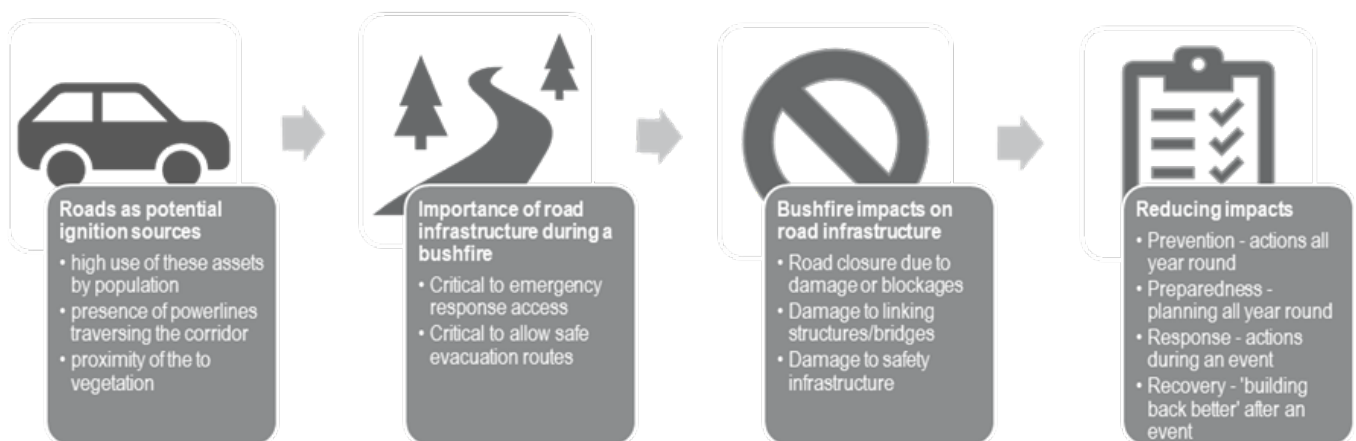 Roads as potential
ignition sources
• high use of these assets
by population
• presence of powerlines
traversing the corridor
• proximity of the to
vegetation
Importance of road
infrastructure during a
bushfire
• Critical to emergency
response access
• Critical to allow safe
evacuation routes
Bushfire impacts on
road infrastructure
• Road closure due to
damage or blockages
• Damage to linking
structures/bridges
• Damage to safety
infrastructure
Reducing impacts
• Prevention - actions all
year round
• Preparedness -
planning all year round
• Response - actions
during an event
• Recovery - 'building
back better' after an
event